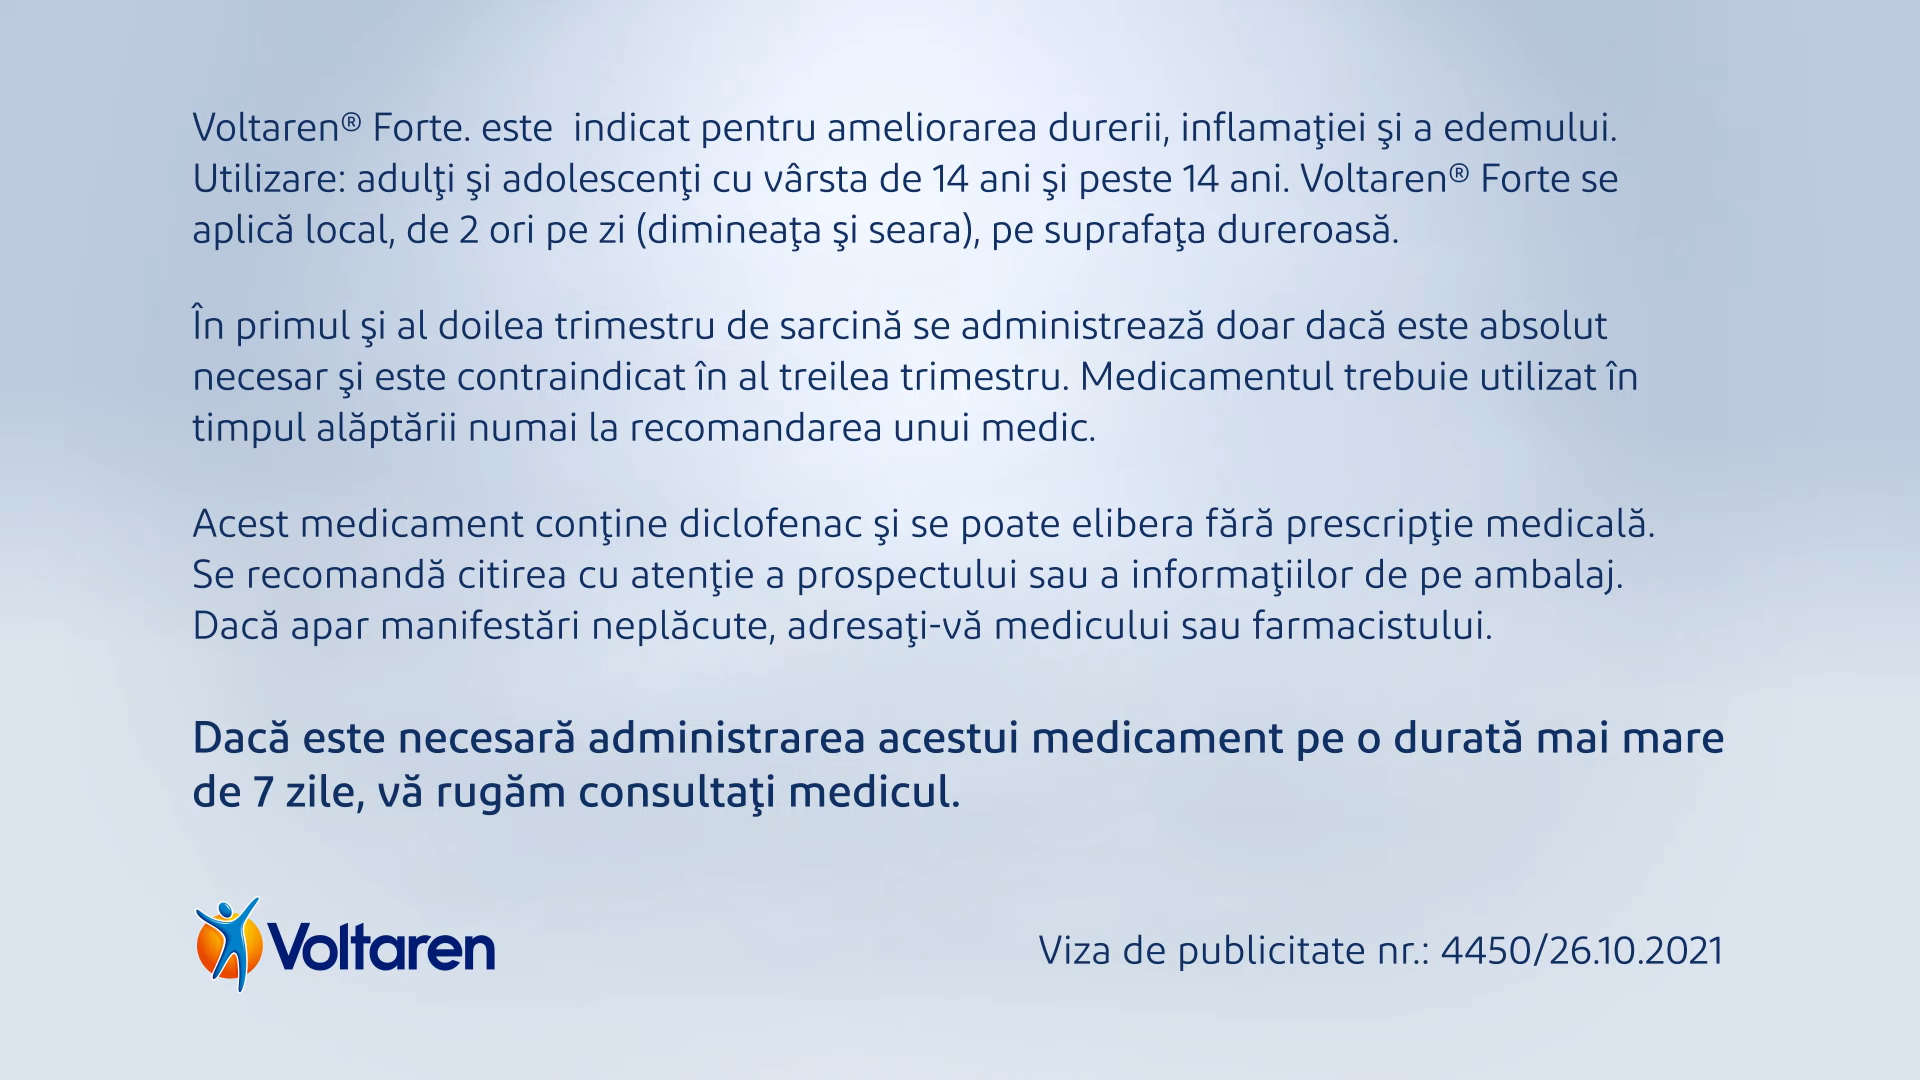 Voltaren® Forte. este  indicat pentru ameliorarea durerii, inflamaţiei şi a edemului.
Utilizare: adulţi şi adolescenţi cu vârsta de 14 ani şi peste 14 ani. Voltaren® Forte se
aplică local, de 2 ori pe zi (dimineaţa şi seara), pe suprafaţa dureroasă.
În primul şi al doilea trimestru de sarcină se administrează doar dacă este absolut
necesar şi este contraindicat în al treilea trimestru. Medicamentul trebuie utilizat în
timpul alăptării numai la recomandarea unui medic.
Acest medicament conţine diclofenac şi se poate elibera fără prescripţie medicală.
Se recomandă citirea cu atenţie a prospectului sau a informaţiilor de pe ambalaj.
Dacă apar manifestări neplăcute, adresaţi-vă medicului sau farmacistului.
Dacă este necesară administrarea acestui medicament pe o durată mai mare
de 7 zile, vă rugăm consultaţi medicul.
Voltaren
Viza de publicitate nr.: 4450/26.10.2021